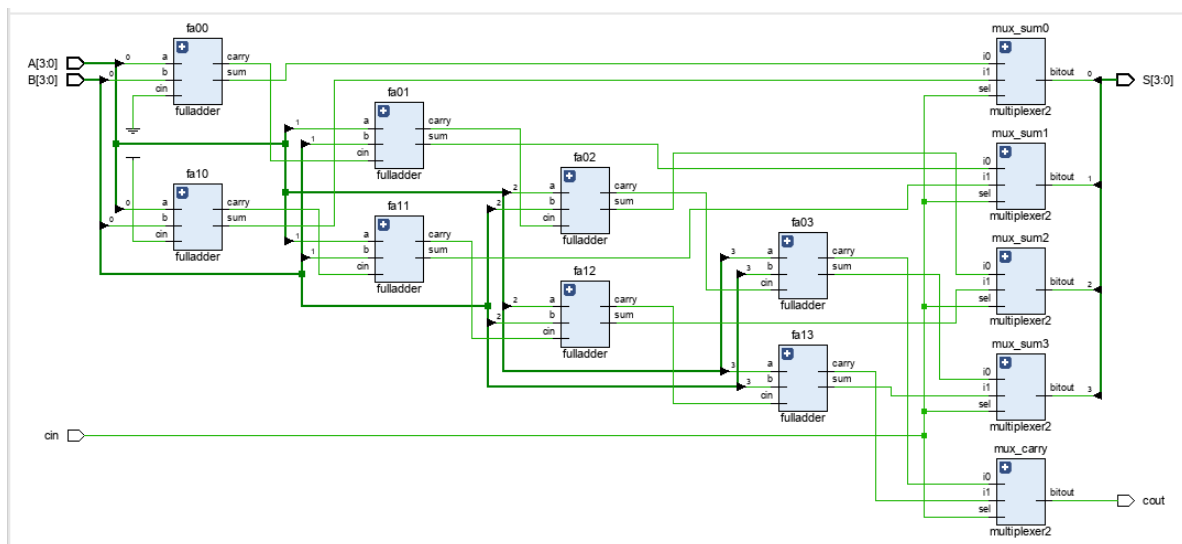 A[3:0]
B[3:0]
0
0
fa00
a
b
cin
carry
sum
fulladder
fa10
0
0
a
b
cin
carry
sum
fulladder
fa01
1
1
a
b
cin
carry
sum
fulladder
fa11
1
1
a
b
cin
carry
sum
fulladder
fa02
2
2
a
b
cin
carry
sum
fulladder
fa12
2
2
a
b
cin
carry
sum
fulladder
fa03
3
3
a
b
cin
carry
sum
fulladder
fa13
3
3
a
b
cin
carry
sum
fulladder
mux_sum0
i0
i1
sel
bitout
0
multiplexer2
S[3:0]
mux_sum1
i0
i1
sel
bitout
1
multiplexer2
mux_sum2
i0
i1
sel
bitout
2
multiplexer2
mux_sum3
i0
i1
sel
bitout
3
multiplexer2
cin
mux_carry
i0
i1
sel
bitout
multiplexer2
cout